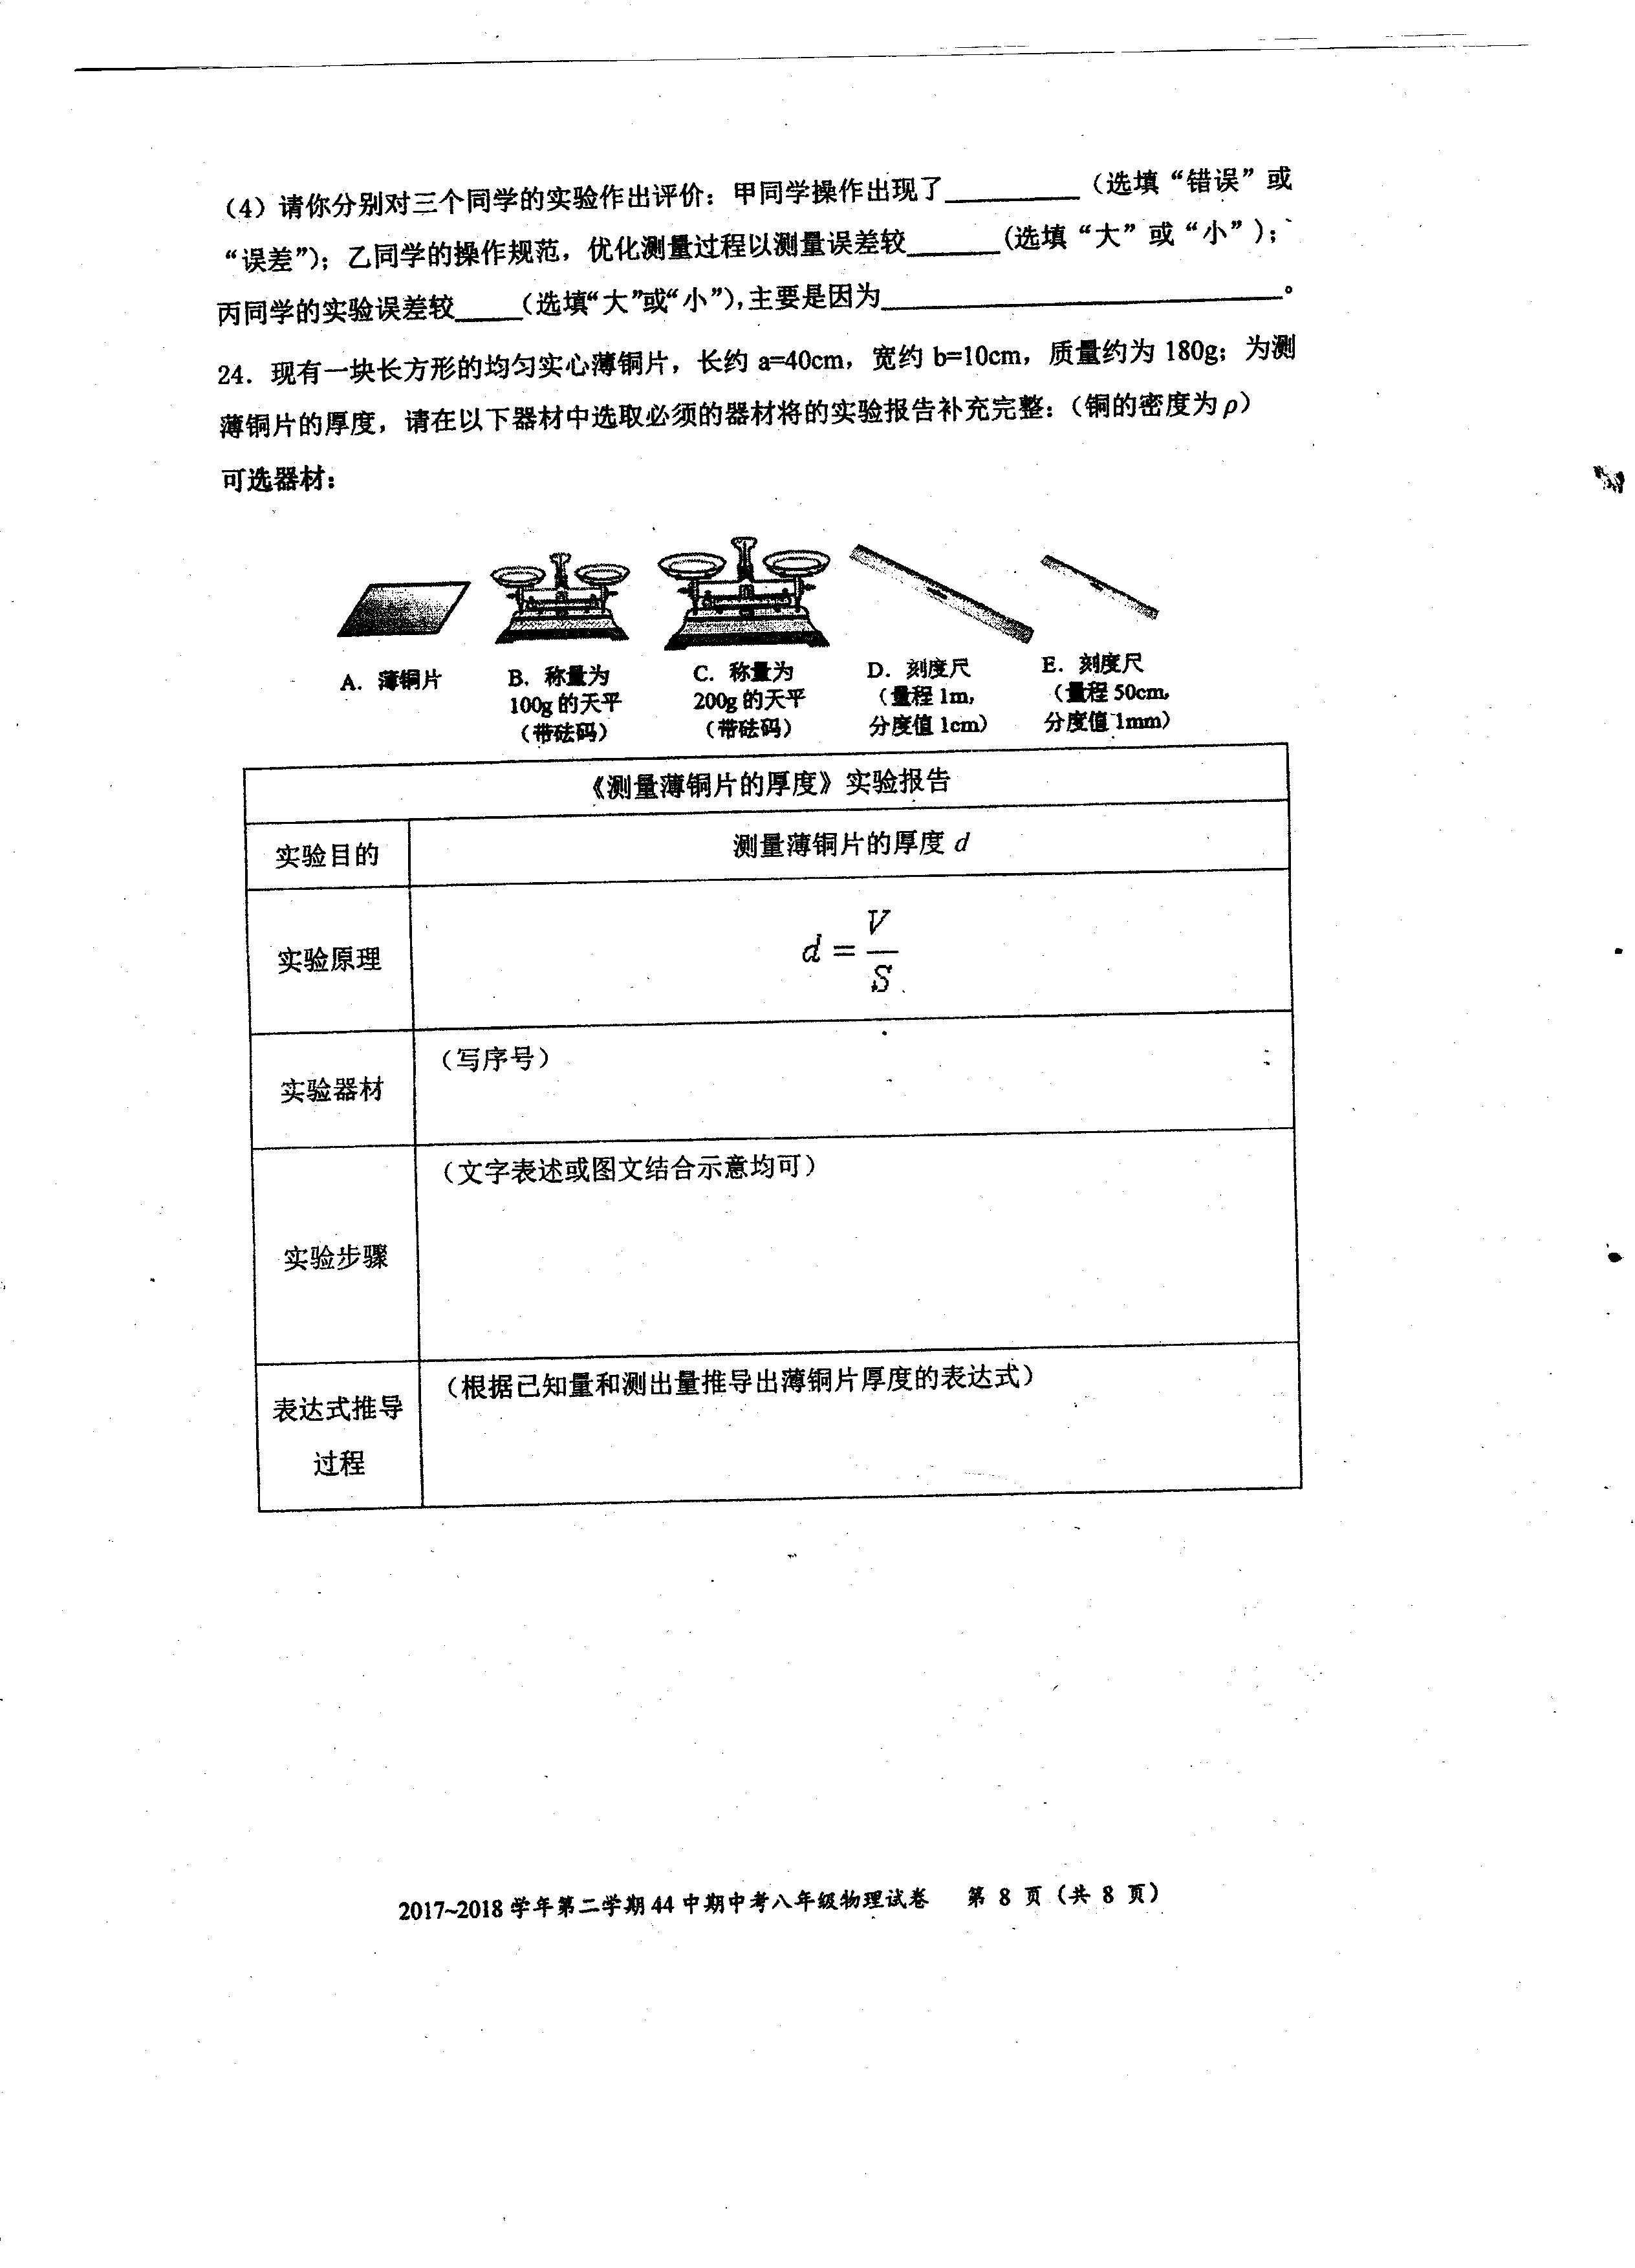 （4）请你分别对三个同学的实验作出评价：甲同学操作出现了__________（选填“错误”或
“误差”）；乙同学的操作规范，优化测量过程以测量误差较_______（选填“大”或“小”）；
丙同学的实验误差较_____（选填“大”或“小”），主要是因为______________________________。
24．现有一块长方形的均匀实心薄铜片，长约 a=40cm，宽约 b=10cm，质量约为 180g；为测
薄铜片的厚度，请在以下器材中选取必须的器材将的实验报告补充完整：（铜的密度为 ρ）
可选器材：
A．薄铜片
B．称量为
100g 的天平
（带砝码）
C．称量为
200g 的天平
（带砝码）
D．刻度尺
（量程 1m，
分度值 1cm）
E．刻度尺
（量程 50cm，
分度值 1mm）
《测量薄铜片的厚度》实验报告
实验目的
测量薄铜片的厚度 d
实验原理
d = V/S
实验器材
（写序号）
实验步骤
（文字表述或图文结合示意均可）
表达式推导
过程
（根据已知量和测出量推导出薄铜片厚度的表达式）
2017~2018 学年第二学期 44 中期中考八年级物理试卷 第 8 页（共 8 页）